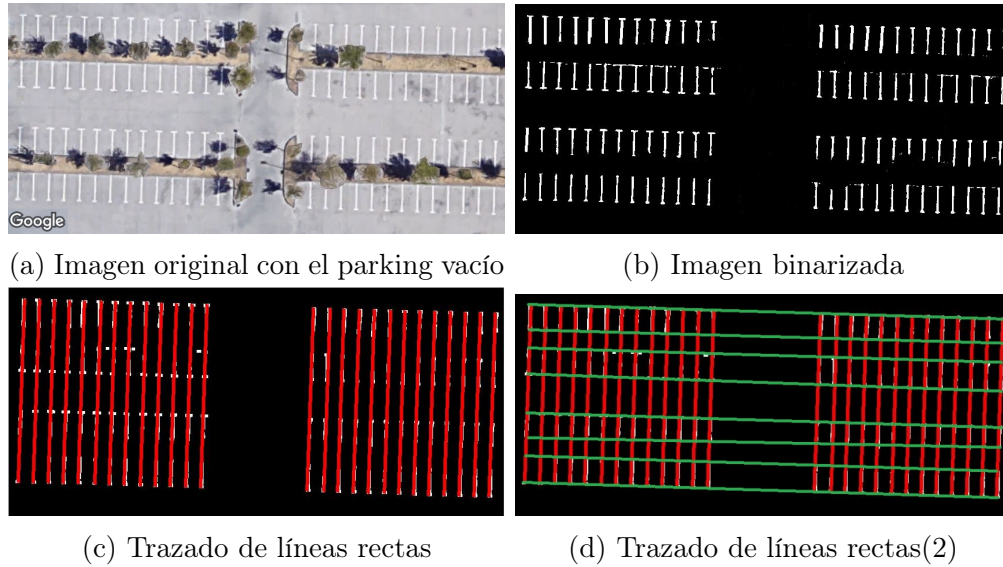 Google
(a) Imagen original con el parking vacío
(b) Imagen binarizada
(c) Trazado de líneas rectas
(d) Trazado de líneas rectas(2)